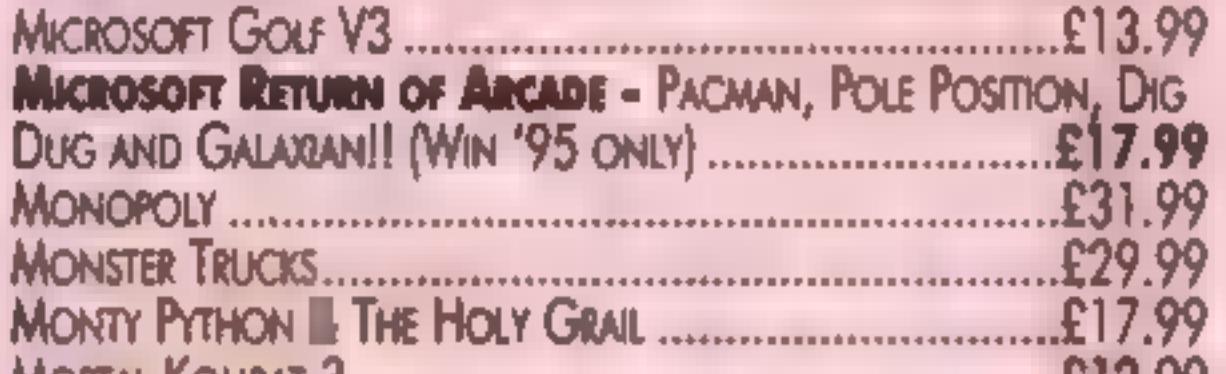 Microsoft Golf V3 ................................................ £13.99
Microsoft Return of Arcade - Pacman, Pole Position, Dig
Dug and Galaxian!! (Win '95 only) .......................... £17.99
Monopoly .............................................................. £31.99
Monster Trucks ....................................................... £29.99
Monty Python & The Holy Grail ............................. £17.99